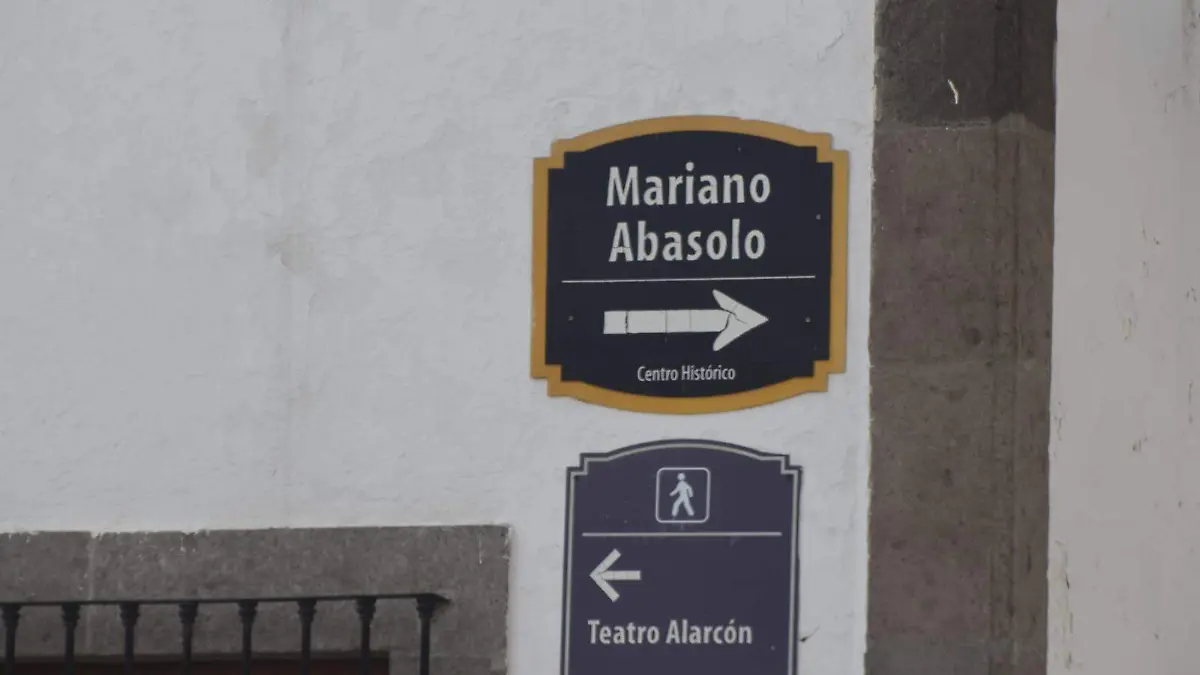 Mariano
Abasolo
Centro Histórico
Teatro Alarcón